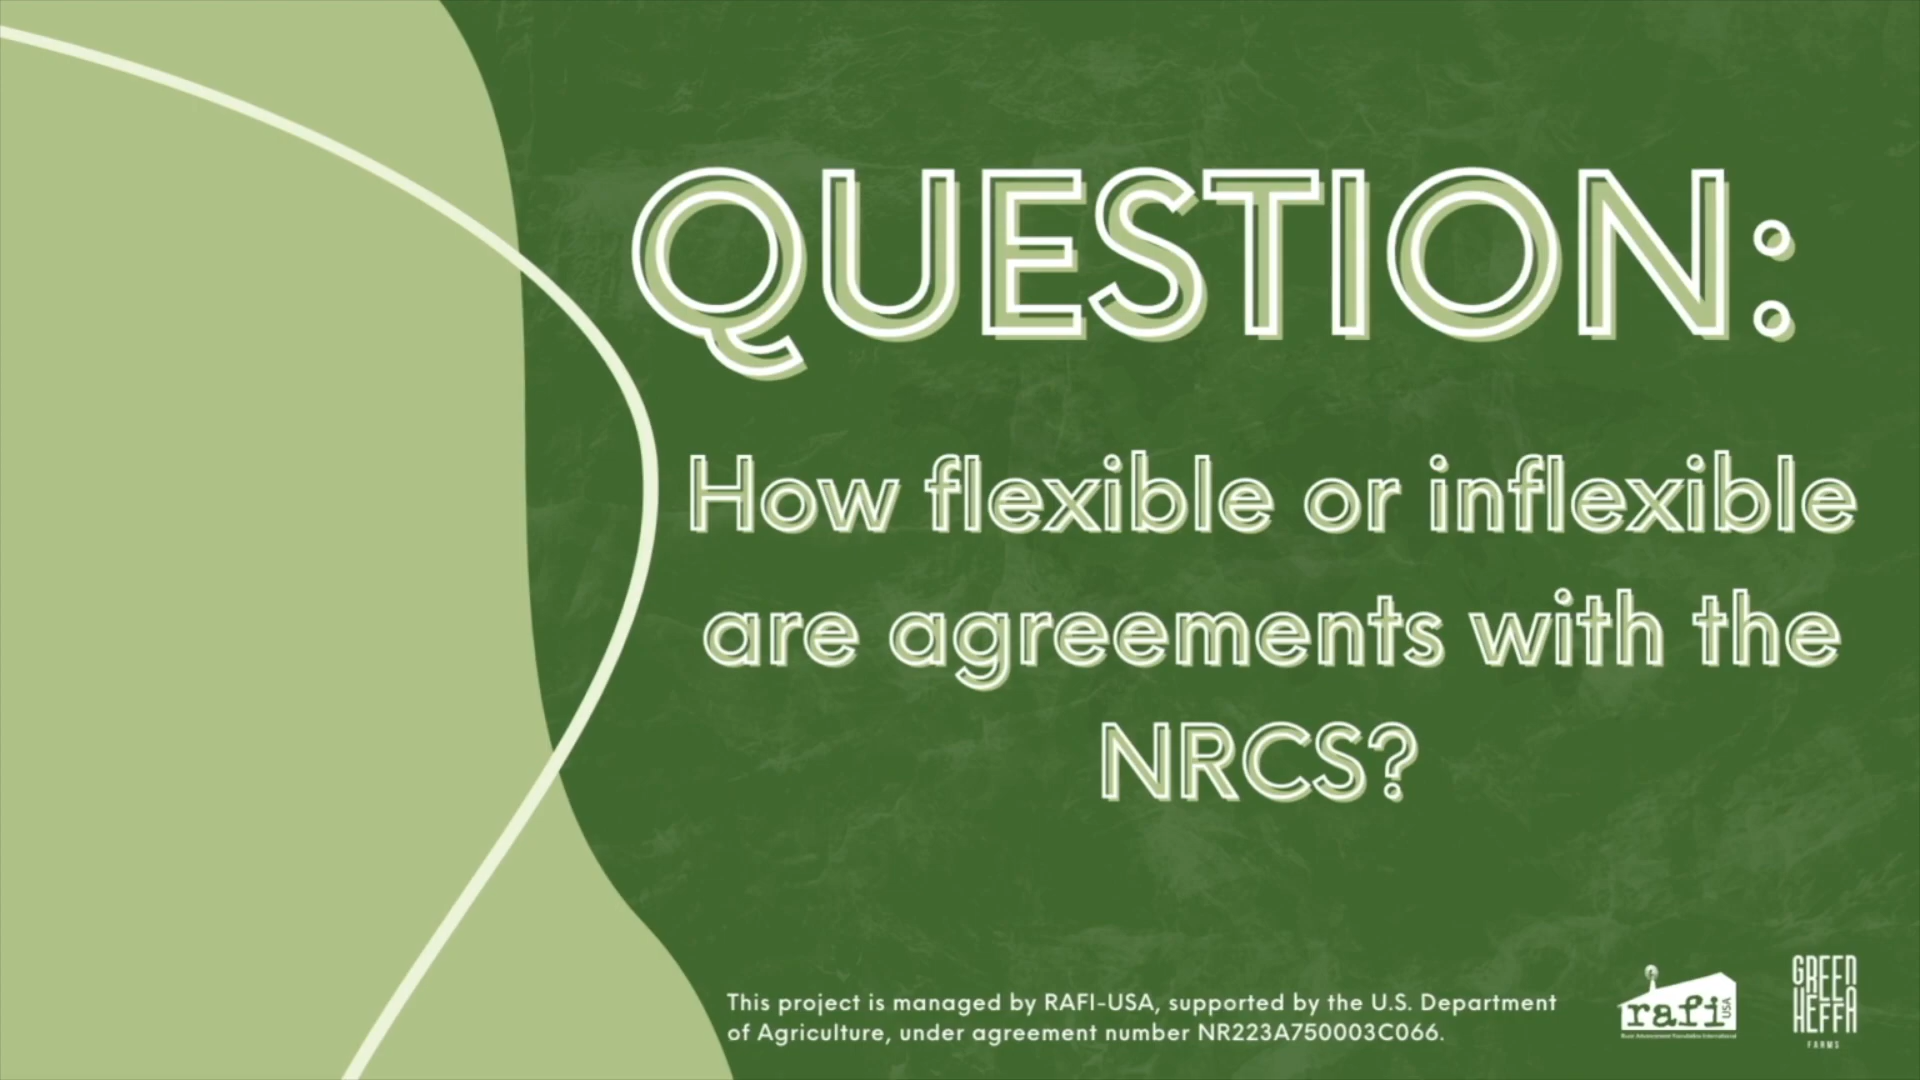 QUESTION:
How flexible or inflexible
are agreements with the
NRCS?
This project is managed by RAFI-USA, supported by the U.S. Department
of Agriculture, under agreement number NR223A750003C066.
rafi USA
GREEN
HEFFA
FARMS